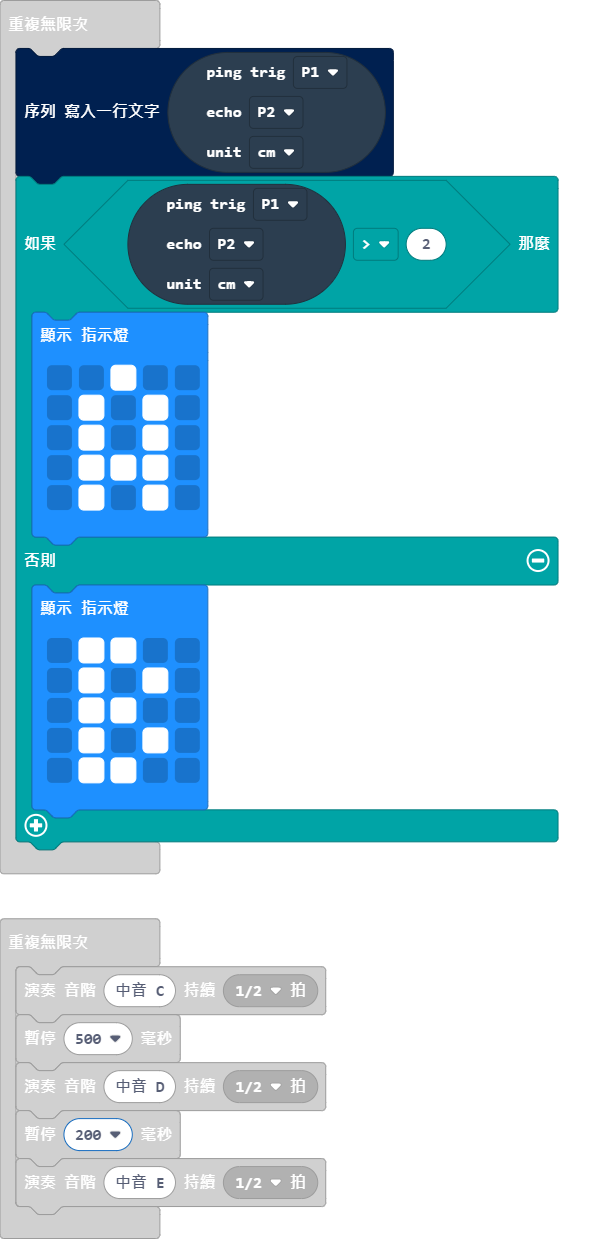 重複無限次
ping trig P1
序列 寫入一行文字 echo P2
unit cm
ping trig P1
如果 echo P2 > 2 那麼
unit cm
顯示 指示燈
否則
顯示 指示燈
重複無限次
演奏 音階 中音 C 持續 1/2 拍
暫停 500 毫秒
演奏 音階 中音 D 持續 1/2 拍
暫停 200 毫秒
演奏 音階 中音 E 持續 1/2 拍